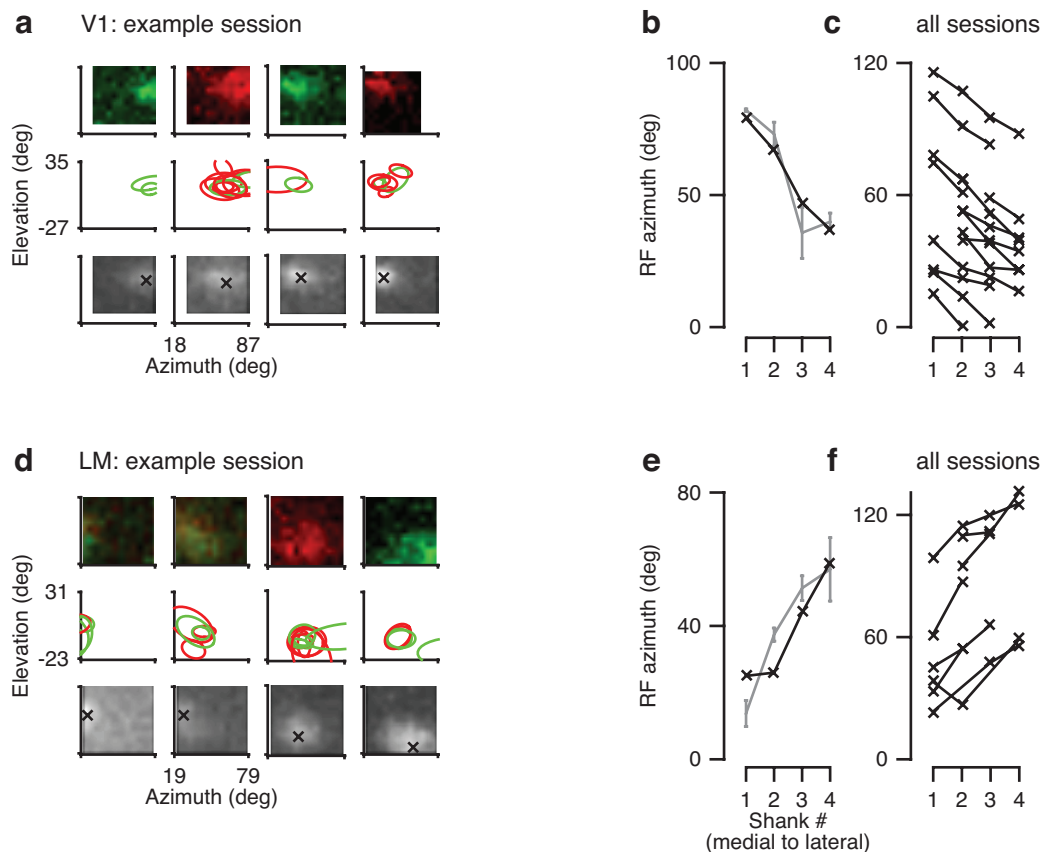 a V1: example session
Elevation (deg)
35
-27
18 87
Azimuth (deg)
b
RF azimuth (deg)
100
50
0
1 2 3 4
c all sessions
120
60
0
1 2 3 4
d LM: example session
Elevation (deg)
31
-23
19 79
Azimuth (deg)
e
RF azimuth (deg)
80
40
0
1 2 3 4
Shank #
(medial to lateral)
f all sessions
120
60
0
1 2 3 4